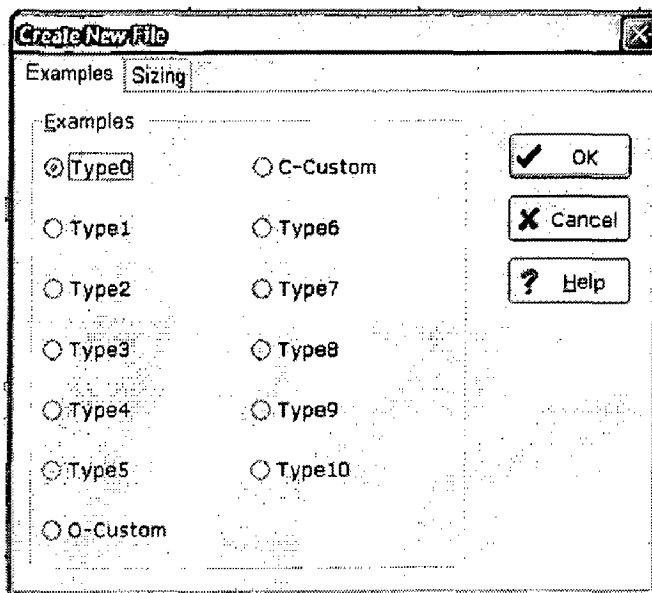 Create New File
Examples Sizing
Examples
Type0
Type1
Type2
Type3
Type4
Type5
O-Custom
C-Custom
Type6
Type7
Type8
Type9
Type10
OK
Cancel
Help